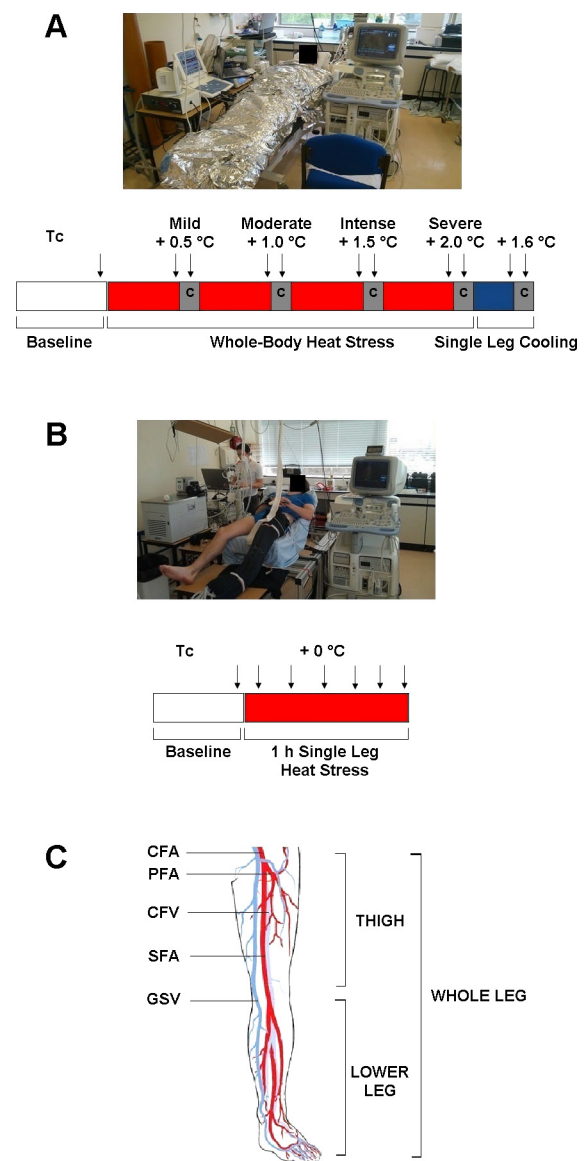 A
Tc
Mild
+ 0.5 °C
Moderate
+ 1.0 °C
Intense
+ 1.5 °C
Severe
+ 2.0 °C
+ 1.6 °C
C
C
C
C
C
Baseline
Whole-Body Heat Stress
Single Leg Cooling
B
Tc
+ 0 °C
Baseline
1 h Single Leg
Heat Stress
C
CFA
PFA
CFV
SFA
GSV
THIGH
WHOLE LEG
LOWER
LEG